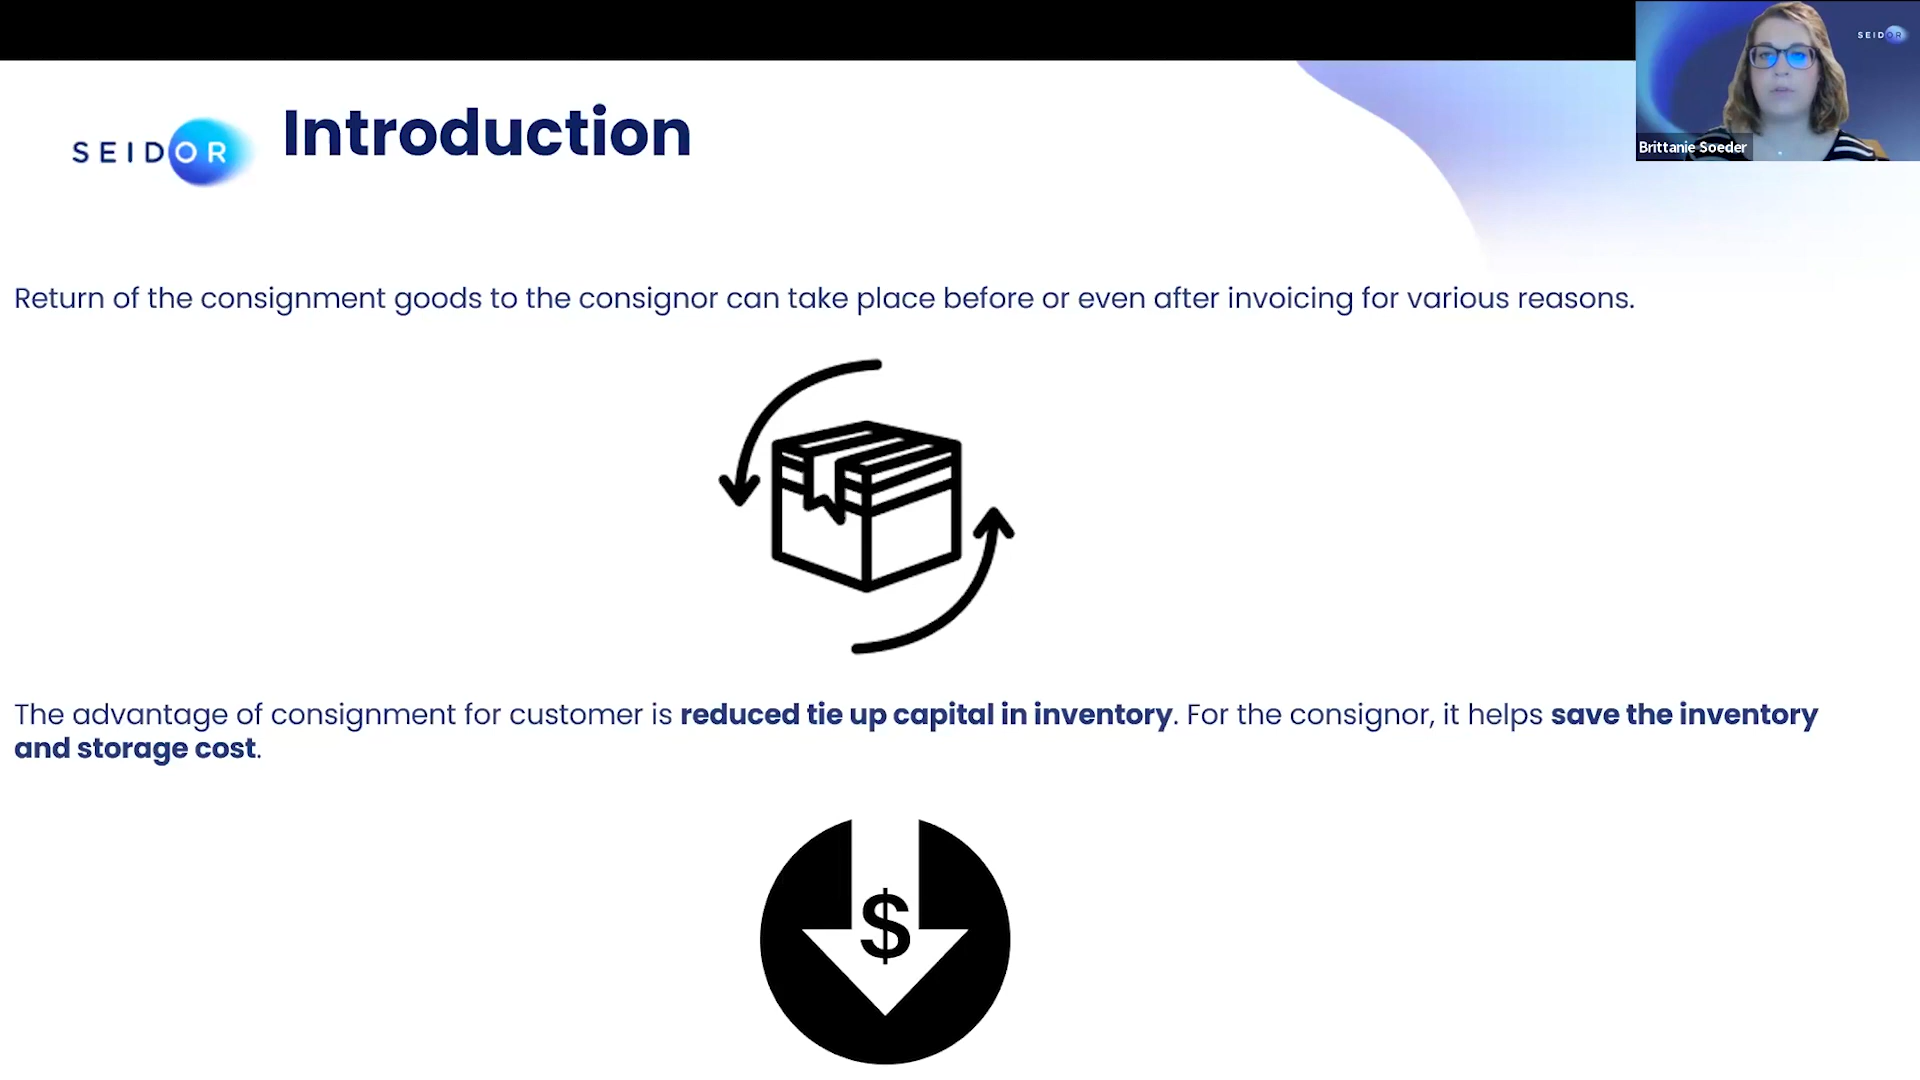 SEIDOR
Introduction
SEIDOR
Brittanie Soeder
Return of the consignment goods to the consignor can take place before or even after invoicing for various reasons.
The advantage of consignment for customer is reduced tie up capital in inventory. For the consignor, it helps save the inventory
and storage cost.
$